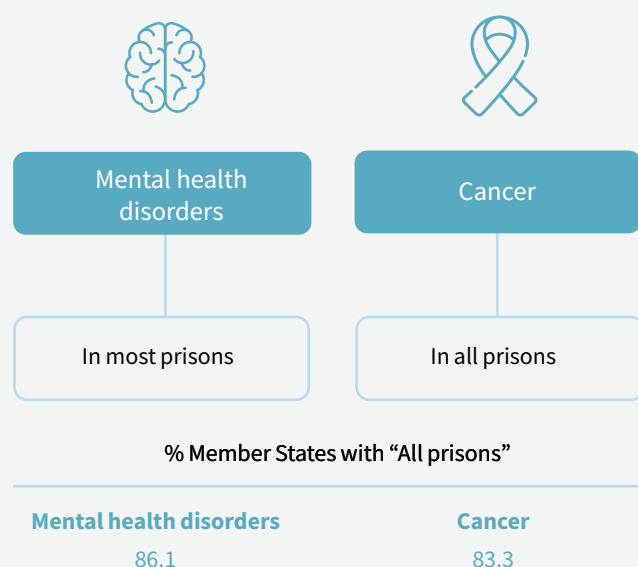 Mental health
disorders
Cancer
In most prisons
In all prisons
% Member States with “All prisons”
Mental health disorders
Cancer
86.1
83.3